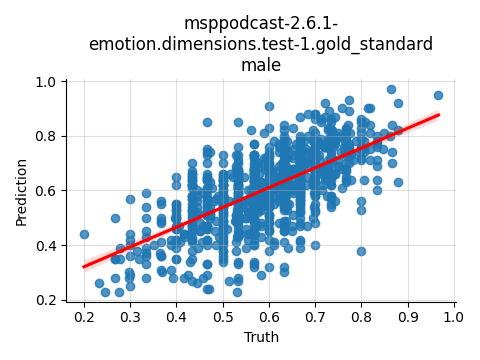 msppodcast-2.6.1-
emotion.dimensions.test-1.gold_standard
male
1.0
0.8
0.6
0.4
0.2
Prediction
0.2 0.3 0.4 0.5 0.6 0.7 0.8 0.9 1.0
Truth